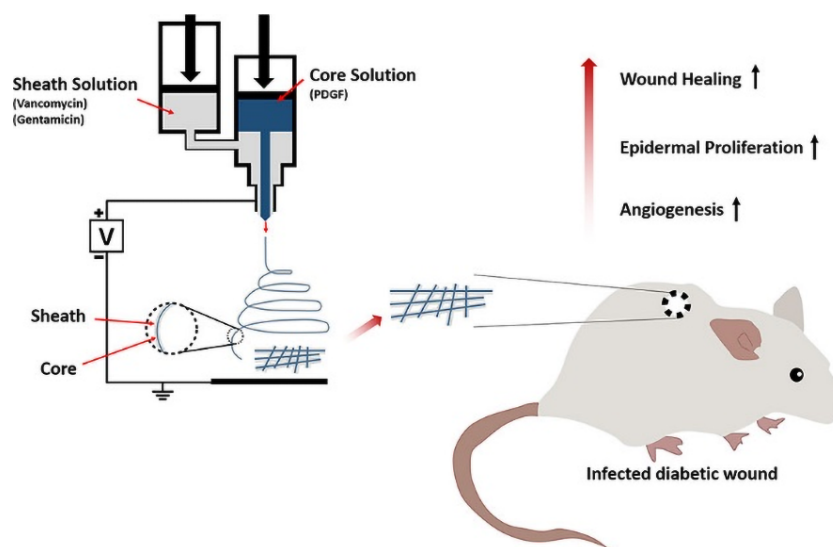 Sheath Solution
(Vancomycin)
(Gentamicin)
Core Solution
(PDGF)
+
V
−
Sheath
Core
Wound Healing ↑
Epidermal Proliferation ↑
Angiogenesis ↑
Infected diabetic wound